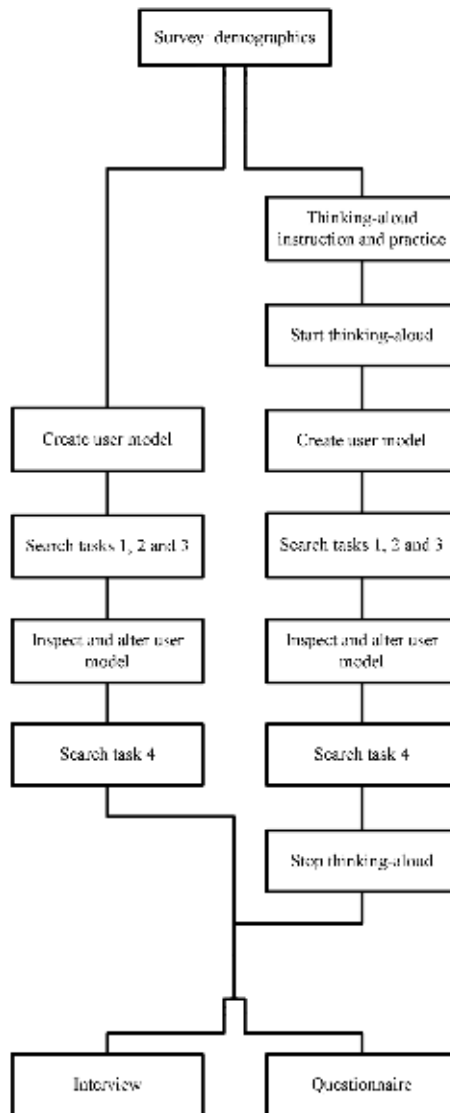 Survey demographics
Thinking-aloud
instruction and practice
Start thinking-aloud
Create user model
Create user model
Search tasks 1, 2 and 3
Search tasks 1, 2 and 3
Inspect and alter user
model
Inspect and alter user
model
Search task 4
Search task 4
Stop thinking-aloud
Interview
Questionnaire